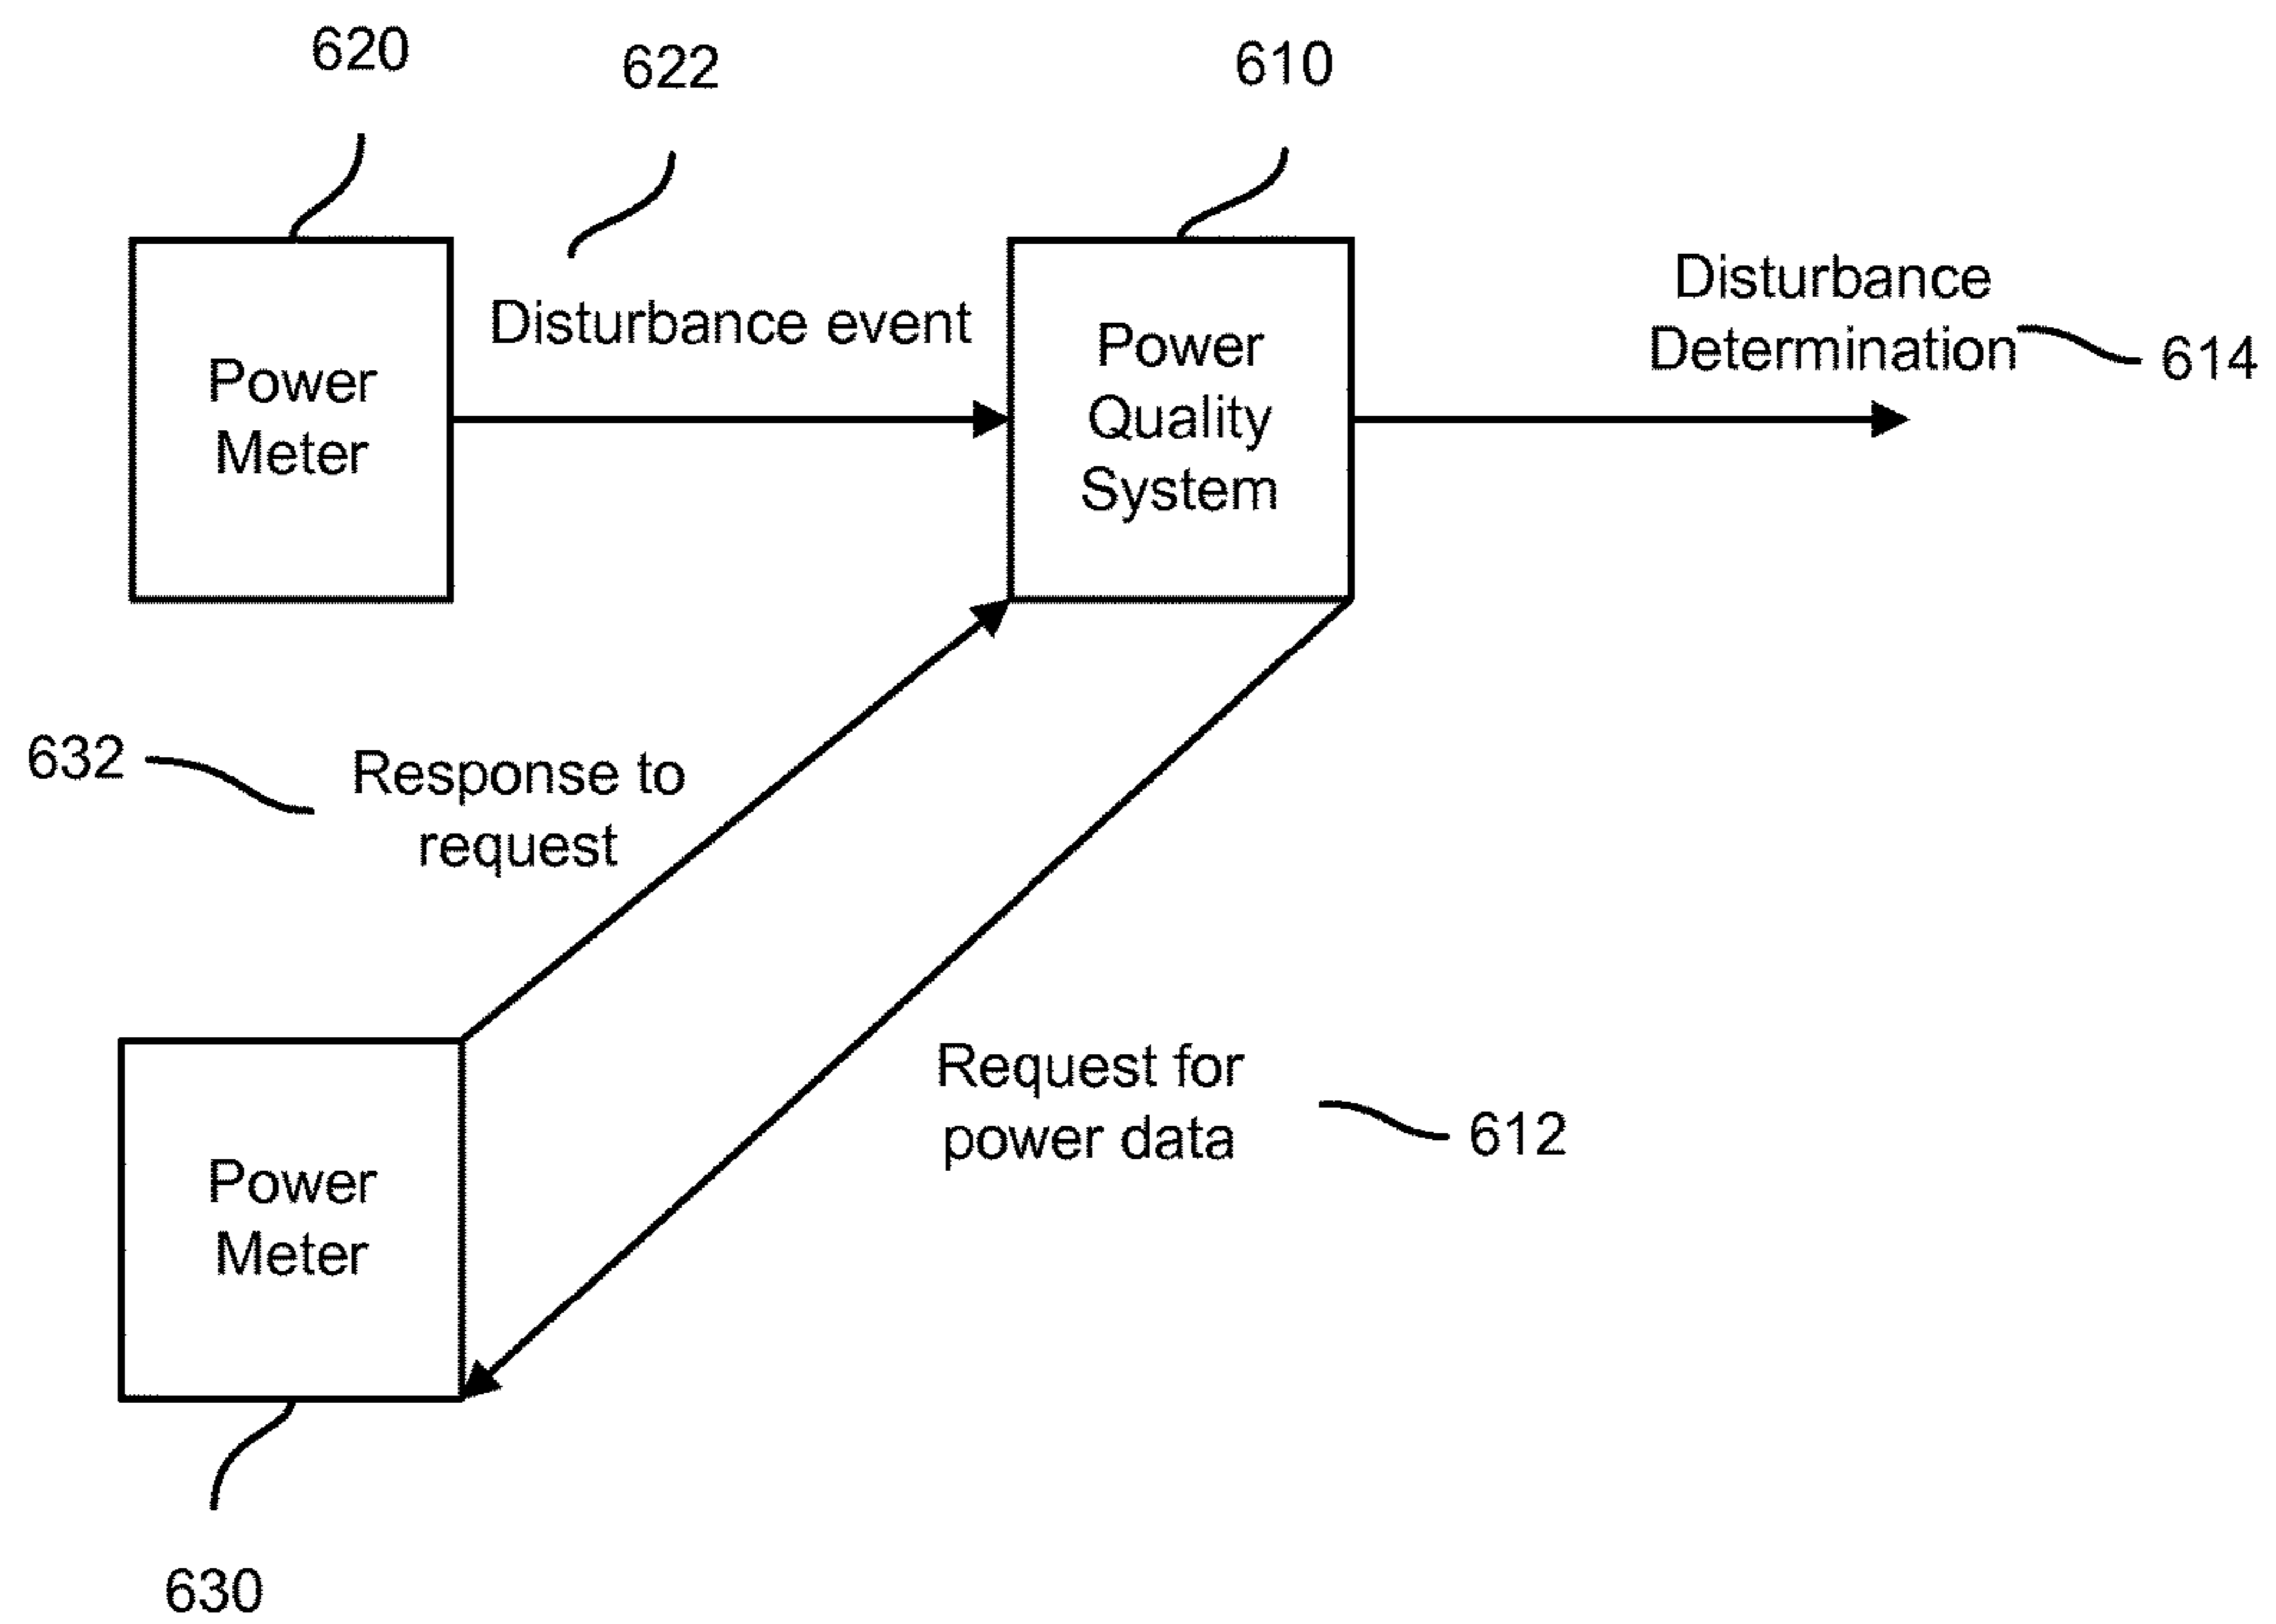 620
622
610
Power
Meter
Disturbance event
Power
Quality
System
Disturbance
Determination
614
632
Response to
request
Request for
power data
612
Power
Meter
630